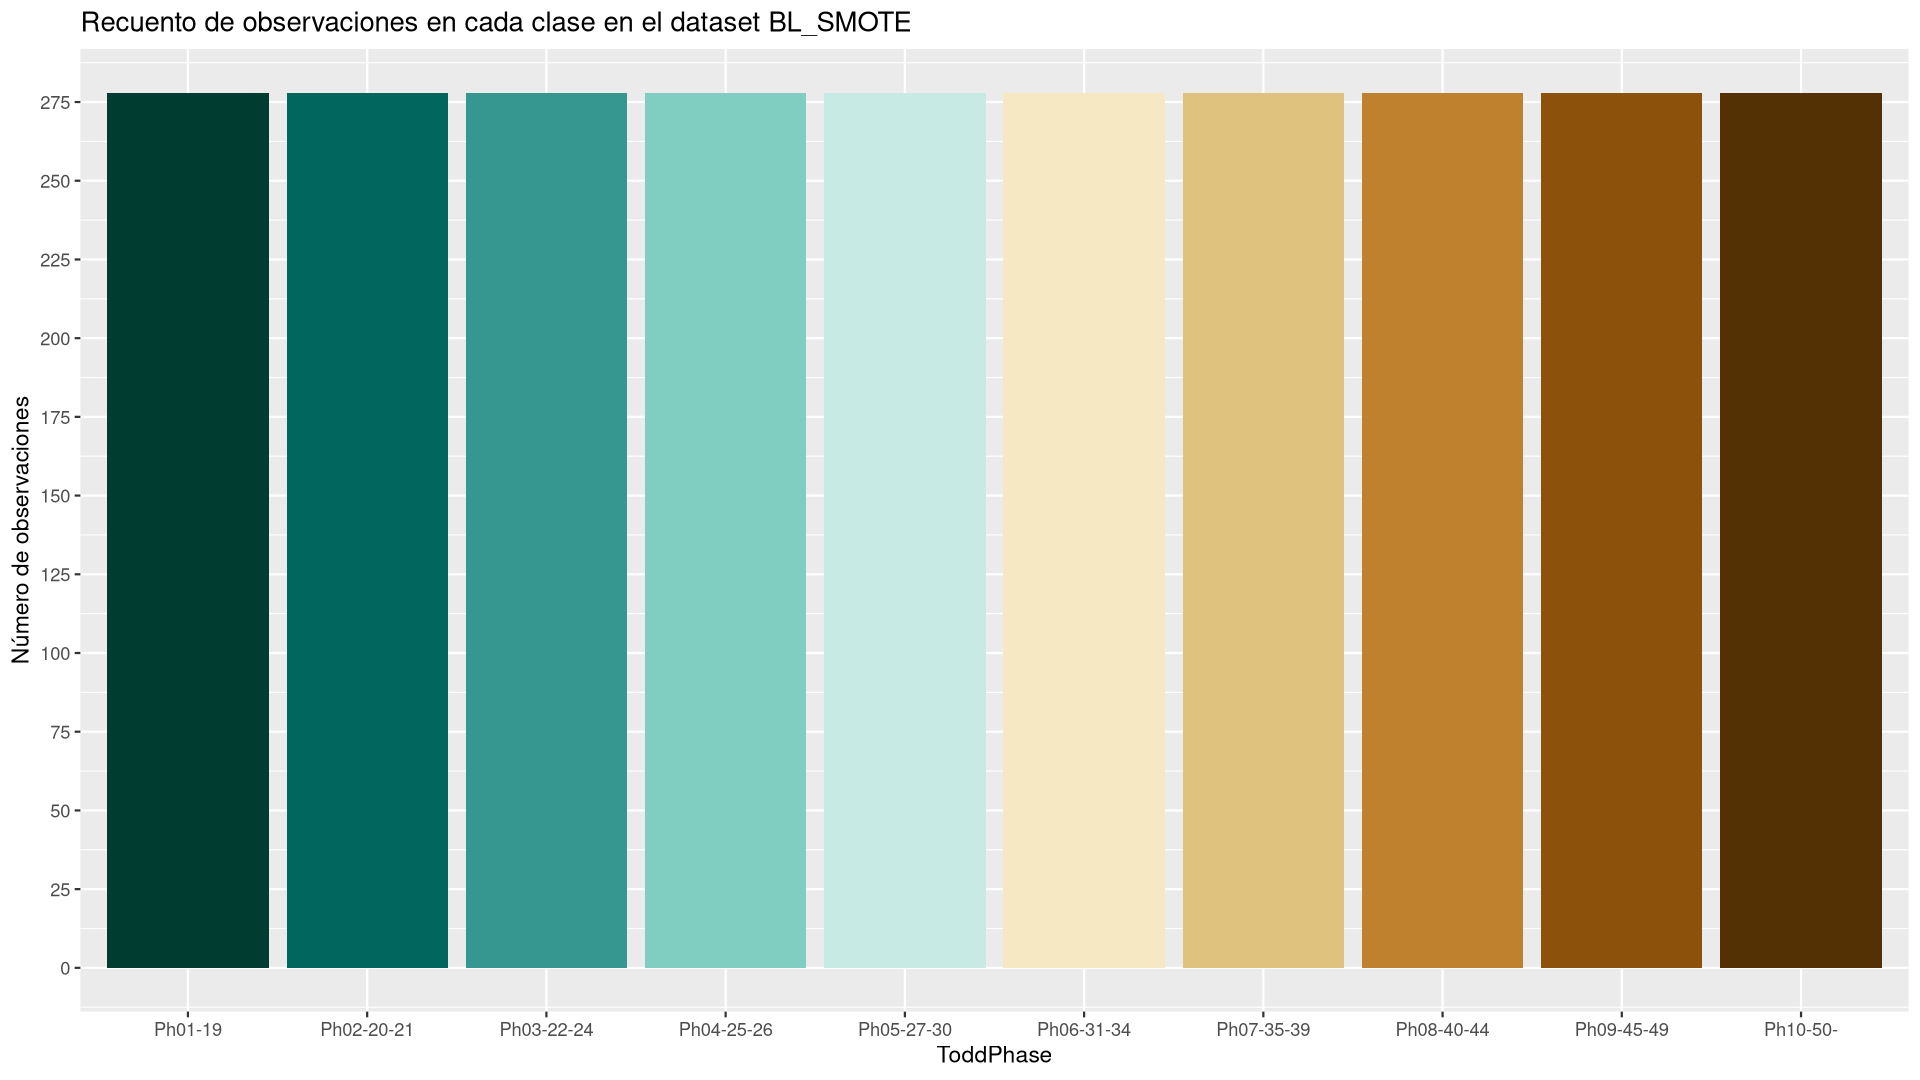 Recuento de observaciones en cada clase en el dataset BL_SMOTE
Número de observaciones
275
250
225
200
175
150
125
100
75
50
25
0
Ph01-19
Ph02-20-21
Ph03-22-24
Ph04-25-26
Ph05-27-30
Ph06-31-34
Ph07-35-39
Ph08-40-44
Ph09-45-49
Ph10-50-
ToddPhase